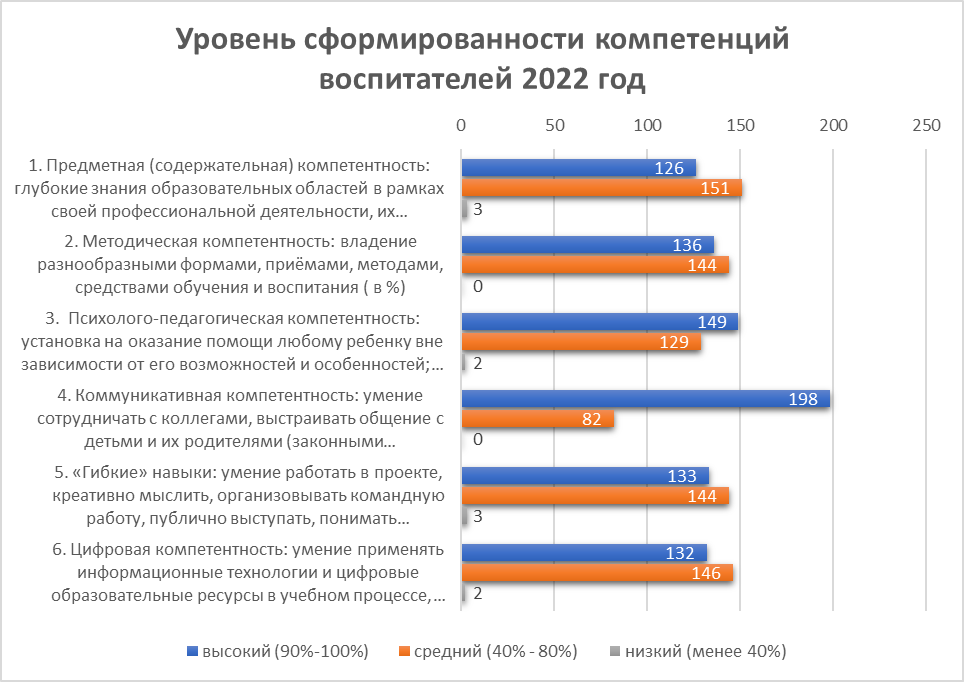 Уровень сформированности компетенций
воспитателей 2022 год
0 50 100 150 200 250
1. Предметная (содержательная) компетентность:
глубокие знания образовательных областей в рамках
своей профессиональной деятельности, их…
126
151
3
2. Методическая компетентность: владение
разнообразными формами, приёмами, методами,
средствами обучения и воспитания ( в %)
136
144
0
3. Психолого-педагогическая компетентность:
установка на оказание помощи любому ребенку вне
зависимости от его возможностей и особенностей;…
149
129
2
4. Коммуникативная компетентность: умение
сотрудничать с коллегами, выстраивать общение с
детьми и их родителями (законными…
198
82
0
5. «Гибкие» навыки: умение работать в проекте,
креативно мыслить, организовывать командную
работу, публично выступать, понимать…
133
144
3
6. Цифровая компетентность: умение применять
информационные технологии и цифровые
образовательные ресурсы в учебном процессе,…
132
146
2
высокий (90%-100%) средний (40% - 80%) низкий (менее 40%)